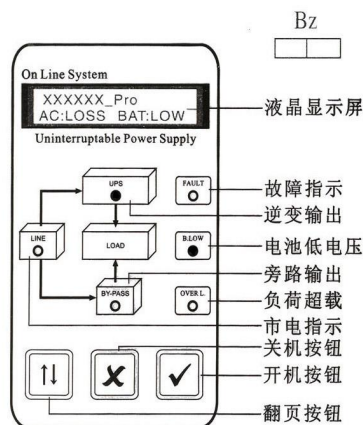 Bz
On Line System
XXXXXX_Pro
AC:LOSS BAT:LOW
液晶显示屏
Uninterruptable Power Supply
UPS
FAULT
故障指示
逆变输出
LINE
LOAD
B.LOW
电池低电压
旁路输出
BY-PASS
OVER L.
负荷超载
市电指示
关机按钮
开机按钮
翻页按钮